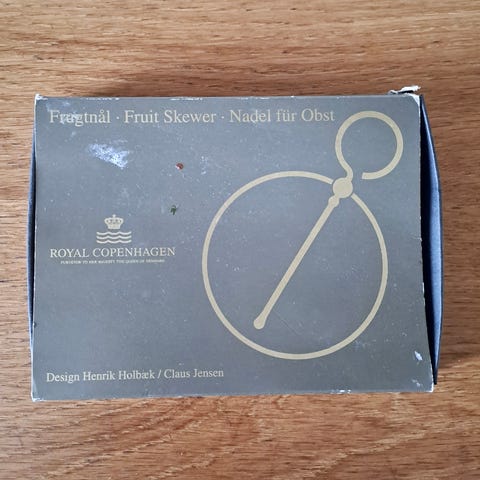 Frugtnål · Fruit Skewer · Nadel für Obst
ROYAL COPENHAGEN
PURVEYOR TO HER MAJESTY THE QUEEN OF DENMARK
Design Henrik Holbæk / Claus Jensen